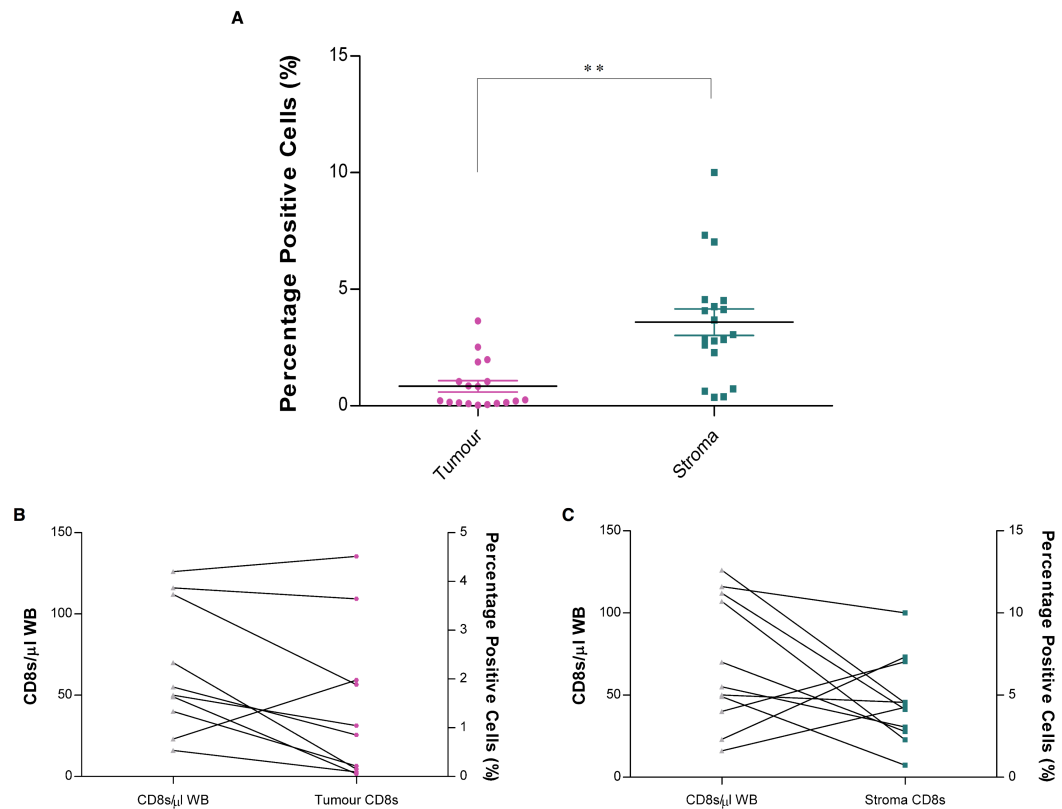 A
Percentage Positive Cells (%)
15
10
5
0
**
Tumour
Stroma
B
CD8s/µl WB
150
100
50
0
5
4
3
2
1
0
Percentage Positive Cells (%)
CD8s/µl WB
Tumour CD8s
C
CD8s/µl WB
150
100
50
0
15
10
5
0
Percentage Positive Cells (%)
CD8s/µl WB
Stroma CD8s